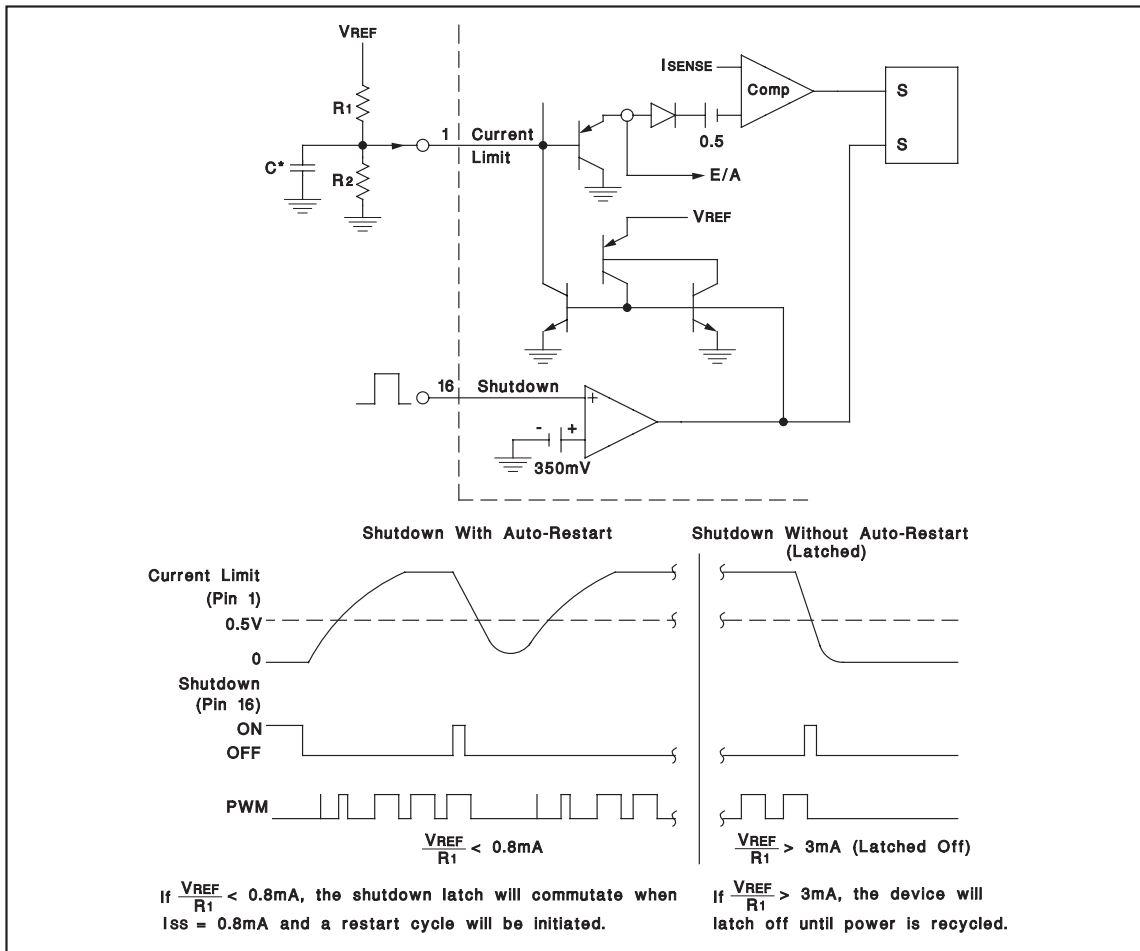 VREF
R1
C*
R2
1 Current
Limit
ISENSE
Comp
0.5
E/A
VREF
S
S
16 Shutdown
+
- +
350mV
Shutdown With Auto-Restart
Shutdown Without Auto-Restart
(Latched)
Current Limit
(Pin 1)
0.5V
0
Shutdown
(Pin 16)
ON
OFF
PWM
VREF/R1 < 0.8mA
VREF/R1 > 3mA (Latched Off)
If VREF/R1 < 0.8mA, the shutdown latch will commutate when
ISS = 0.8mA and a restart cycle will be initiated.
If VREF/R1 > 3mA, the device will
latch off until power is recycled.